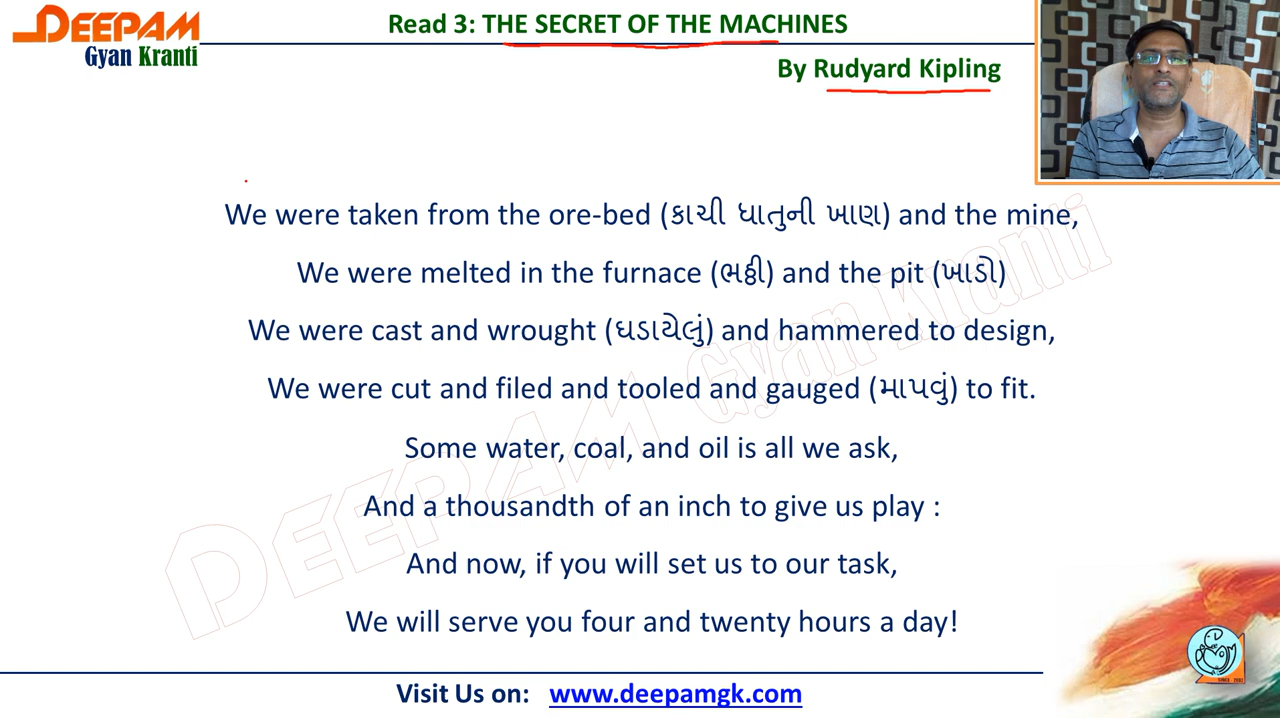 DEEPAM
Gyan Kranti
Read 3: THE SECRET OF THE MACHINES
By Rudyard Kipling
We were taken from the ore-bed (કાચી ધાતુની ખાણ) and the mine,
We were melted in the furnace (ભઠ્ઠી) and the pit (ખાડો)
We were cast and wrought (ઘડાયેલું) and hammered to design,
We were cut and filed and tooled and gauged (માપવું) to fit.
Some water, coal, and oil is all we ask,
And a thousandth of an inch to give us play :
And now, if you will set us to our task,
We will serve you four and twenty hours a day!
DEEPAM Gyan Kranti
Visit Us on: www.deepamgk.com